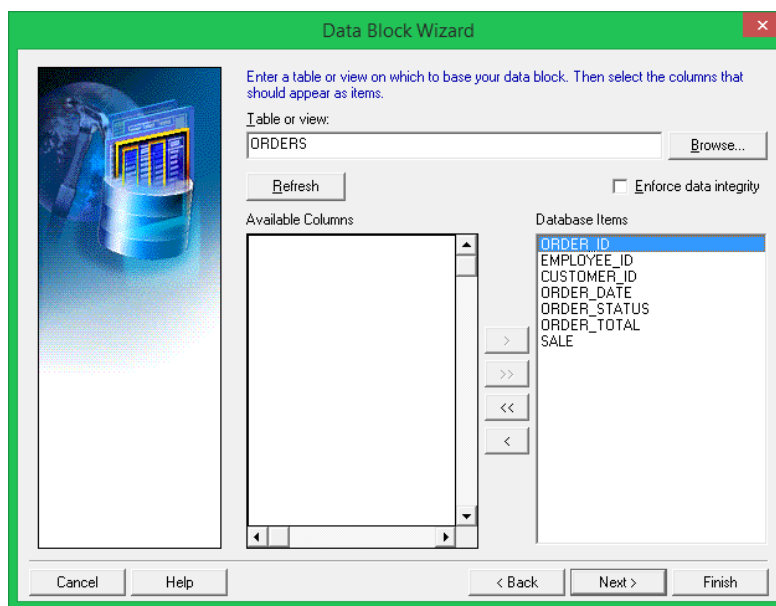 Data Block Wizard
Enter a table or view on which to base your data block. Then select the columns that
should appear as items.
Table or view:
ORDERS
Browse...
Refresh
Enforce data integrity
Available Columns
Database Items
ORDER_ID
EMPLOYEE_ID
CUSTOMER_ID
ORDER_DATE
ORDER_STATUS
ORDER_TOTAL
SALE
>
>>
<<
<
Cancel
Help
< Back
Next >
Finish